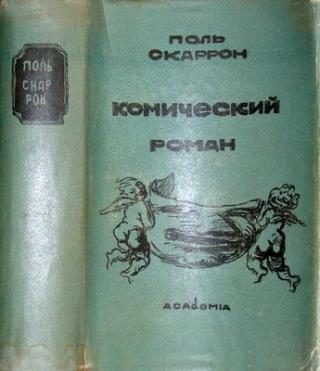 ПОЛЬ
СКАР
РОН
ПОЛЬ
СКАРРОН
КОМИЧЕСКИЙ
РОМАН
ACADEMIA